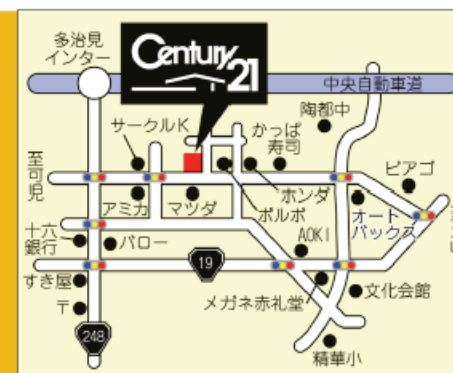 多治見
インター
Century
21
中央自動車道
陶都中
サークルK
かっぱ
寿司
至可児
ピアゴ
アミカ
マツダ
ホンダ
ボルボ
オート
バックス
十六
銀行
バロー
AOKI
19
すき屋
メガネ赤礼堂
文化会館
〒
248
精華小